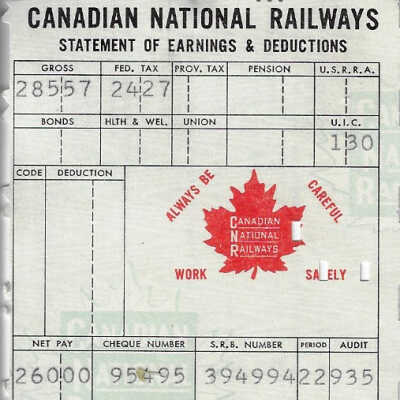 CANADIAN NATIONAL RAILWAYS
STATEMENT OF EARNINGS & DEDUCTIONS
GROSS FED. TAX PROV. TAX PENSION U.S.R.R.A.
28557 2427
BONDS HLTH & WEL. UNION U.I.C.
130
CODE DEDUCTION
ALWAYS BE CAREFUL
CANADIAN
NATIONAL
RAILWAYS
WORK SAFELY
NET PAY CHEQUE NUMBER S.R.B. NUMBER PERIOD AUDIT
26000 95495 394994 22935